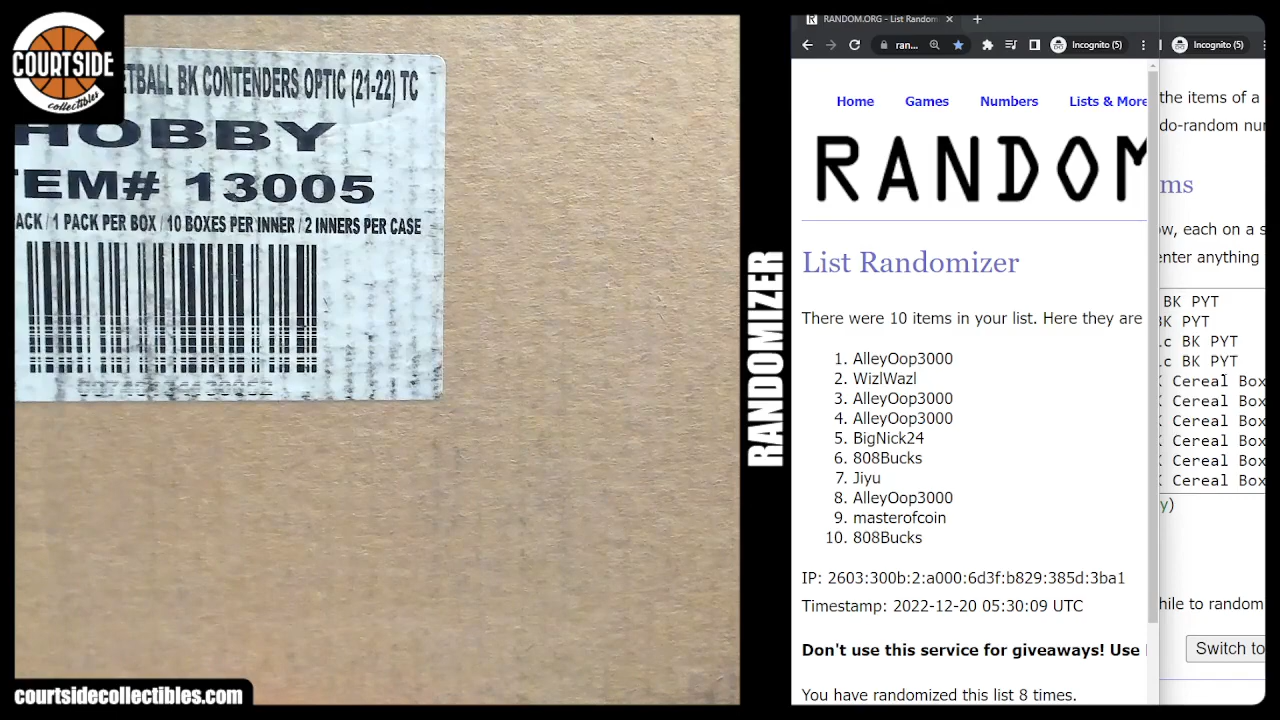 COURTSIDE
collectibles
ETBALL BK CONTENDERS OPTIC (21-22) TC
HOBBY
TEM# 13005
ACK / 1 PACK PER BOX / 10 BOXES PER INNER / 2 INNERS PER CASE
courtsidecollectibles.com
RANDOMIZER
RANDOM.ORG - List Random
ran...
Incognito (5)
Incognito (5)
Home Games Numbers Lists & More
RANDOM
List Randomizer
There were 10 items in your list. Here they are
1. AlleyOop3000
2. WizlWazl
3. AlleyOop3000
4. AlleyOop3000
5. BigNick24
6. 808Bucks
7. Jiyu
8. AlleyOop3000
9. masterofcoin
10. 808Bucks
IP: 2603:300b:2:a000:6d3f:b829:385d:3ba1
Timestamp: 2022-12-20 05:30:09 UTC
Don't use this service for giveaways! Use
You have randomized this list 8 times.
the items of a
do-random nu
ms
ow, each on a s
enter anything
BK PYT
BK PYT
c BK PYT
c BK PYT
K Cereal Box
K Cereal Box
K Cereal Box
K Cereal Box
K Cereal Box
K Cereal Box
y)
hile to random
Switch to